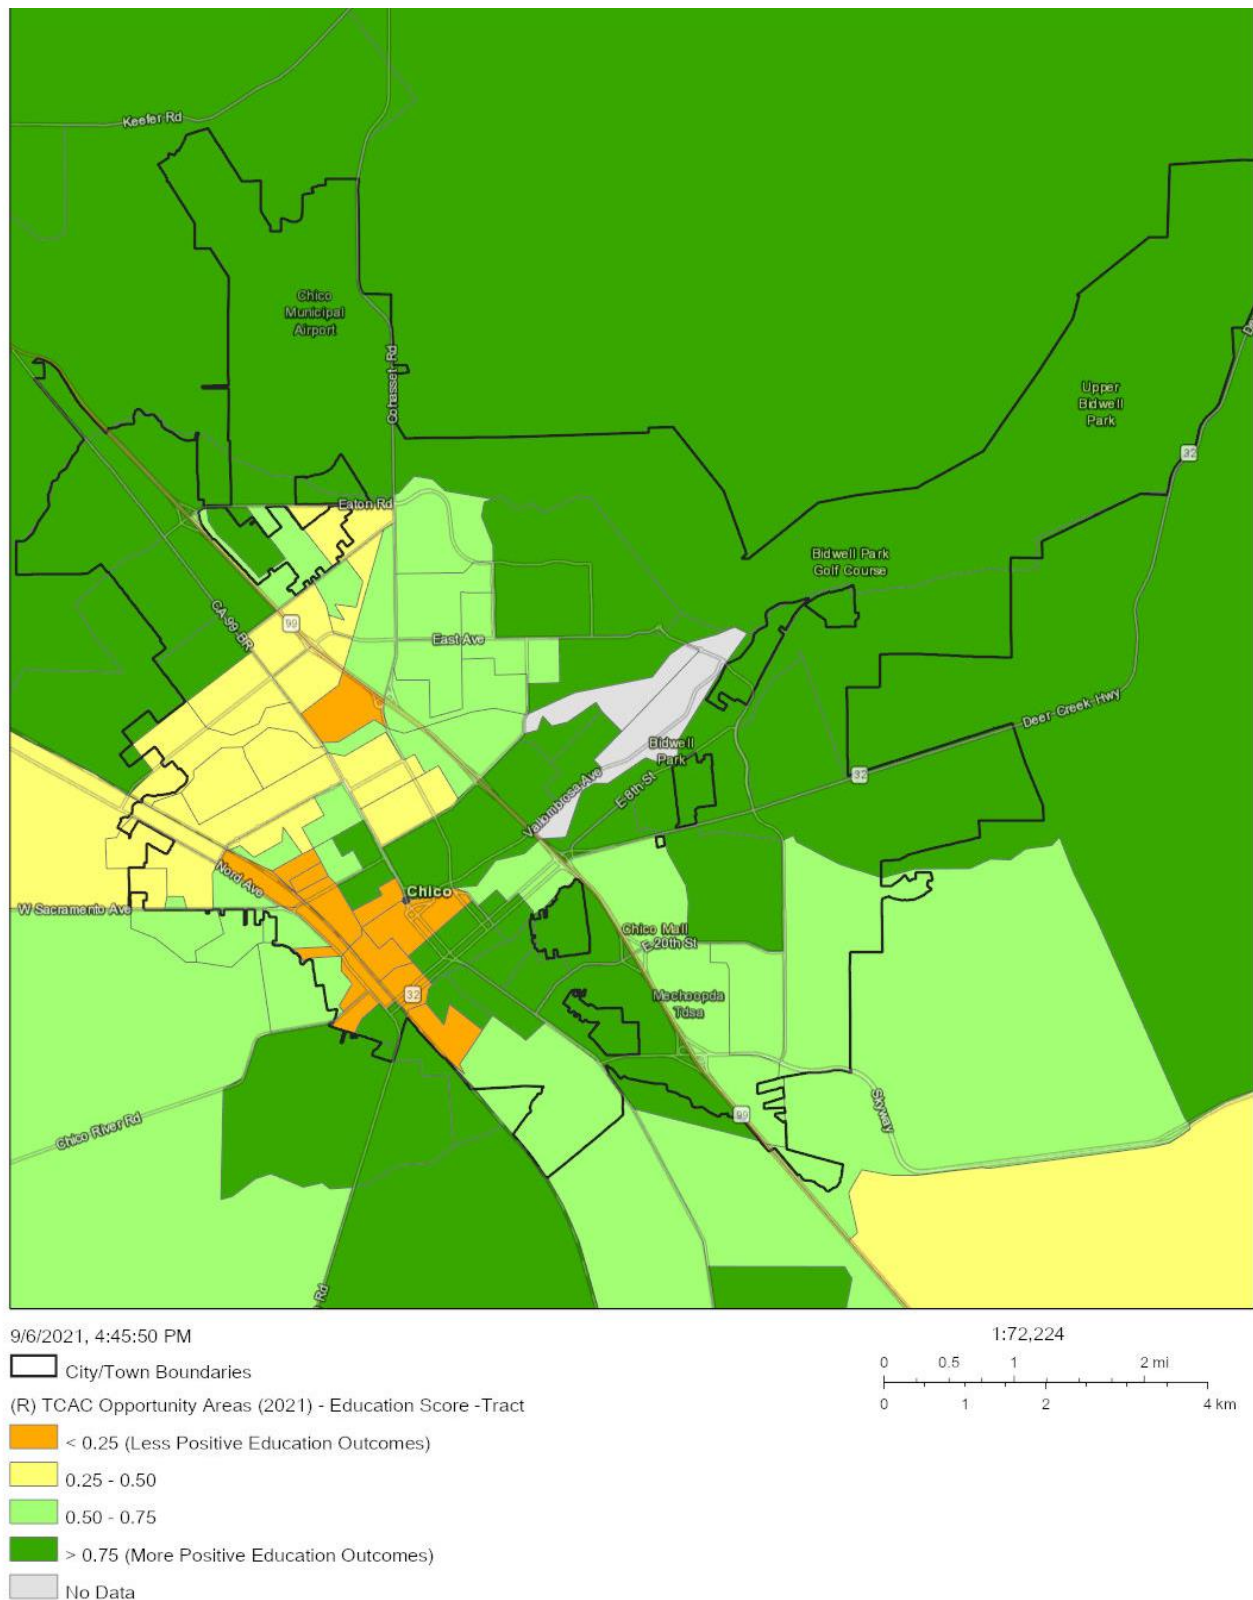 Keefer Rd
Chico
Municipal
Airport
Cohasset Rd
Upper
Bidwell
Park
32
Eaton Rd
Bidwell Park
Golf Course
CA-99-BR
99
East Ave
Deer Creek Hwy
Bidwell
Park
32
Vallombrosa Ave
E 8th St
Nord Ave
Chico
W Sacramento Ave
Chico Mall
E 20th St
32
Mechoopda
Tdsa
99
Skyway
Chico River Rd
Rd
9/6/2021, 4:45:50 PM
1:72,224
City/Town Boundaries
0 0.5 1 2 mi
0 1 2 4 km
(R) TCAC Opportunity Areas (2021) - Education Score -Tract
< 0.25 (Less Positive Education Outcomes)
0.25 - 0.50
0.50 - 0.75
> 0.75 (More Positive Education Outcomes)
No Data